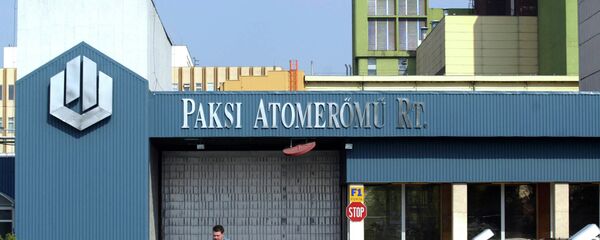 PAKSI ATOMERŐMŰ RT.
F1
STOP